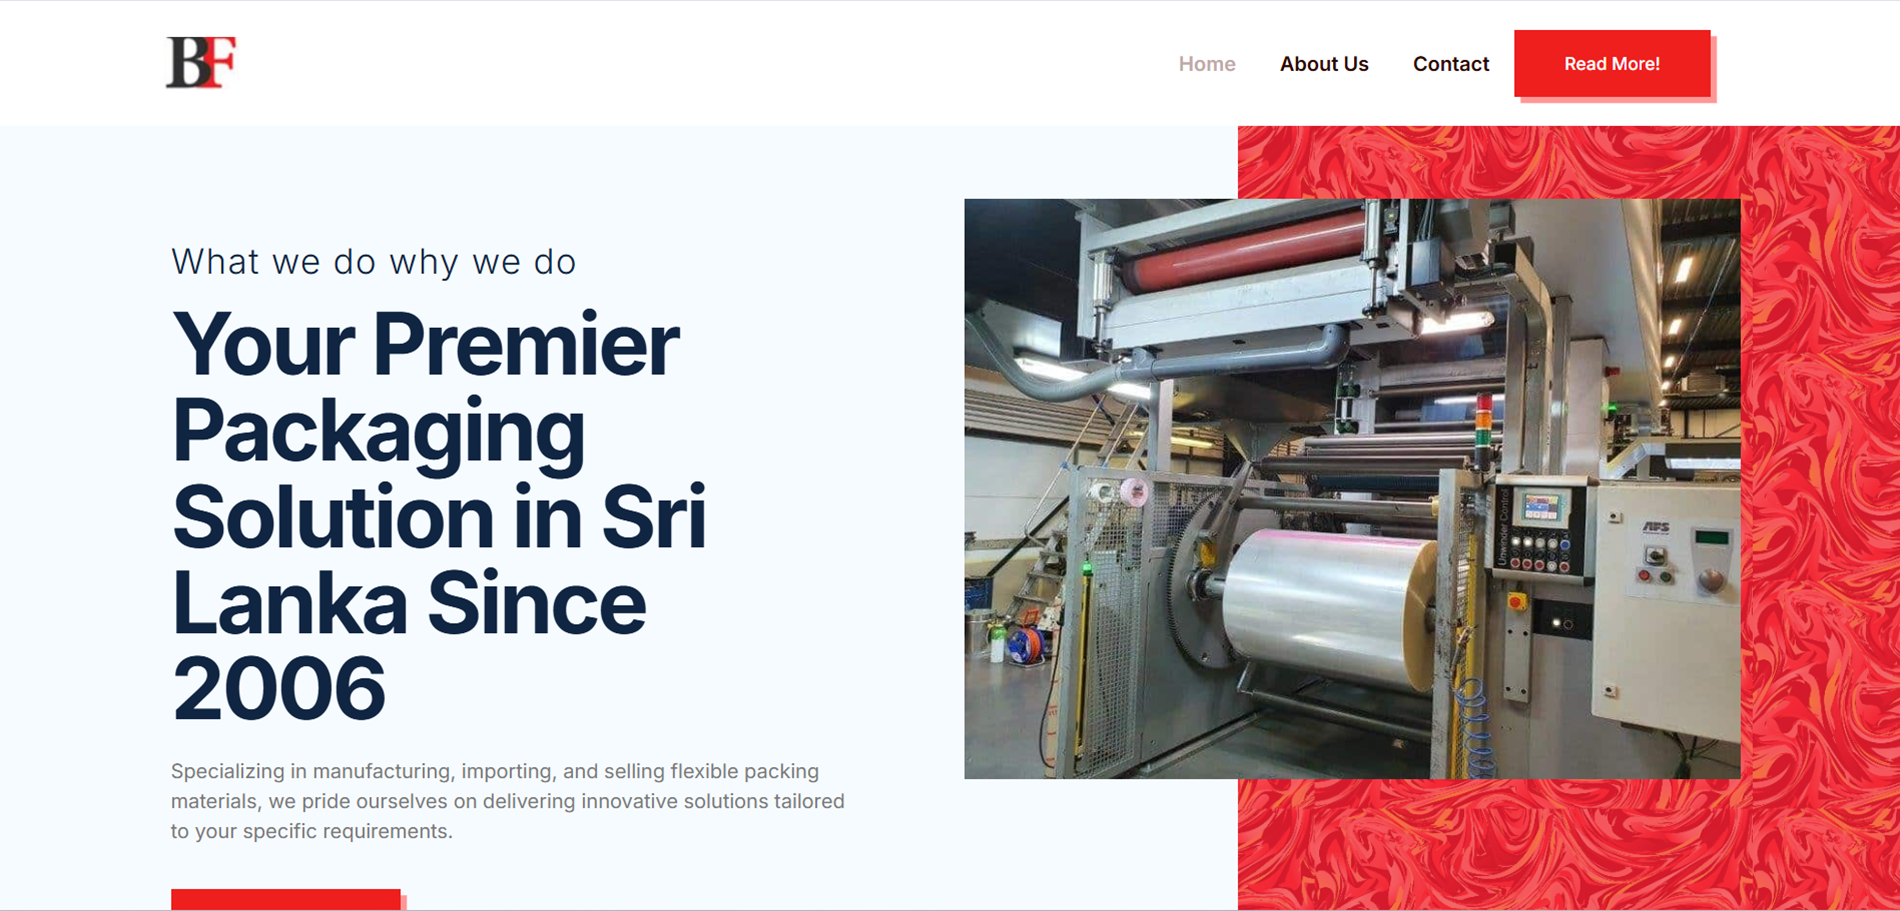 BF
Home
About Us
Contact
Read More!
What we do why we do
Your Premier
Packaging
Solution in Sri
Lanka Since
2006
Specializing in manufacturing, importing, and selling flexible packing
materials, we pride ourselves on delivering innovative solutions tailored
to your specific requirements.
Unwinder Control
AFS